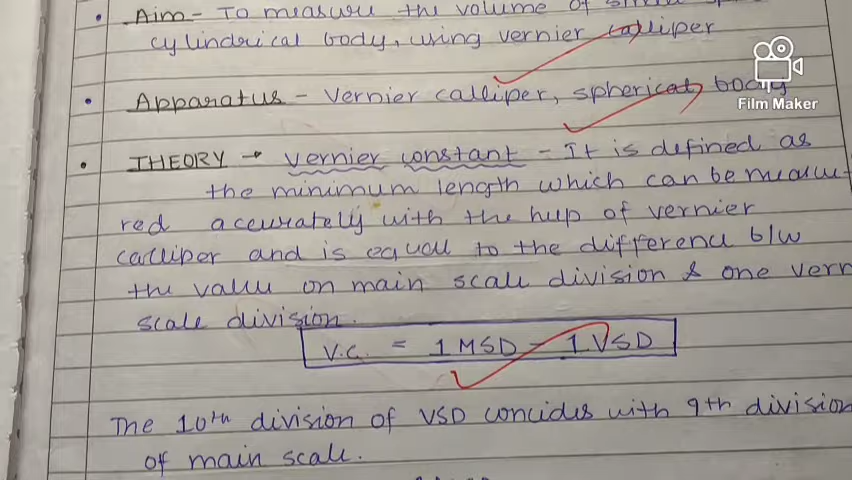 • Aim - To measure the volume of
cylindrical body, using vernier calliper
• Apparatus - Vernier calliper, spherical body
Film Maker
• THEORY → Vernier constant - It is defined as
the minimum length which can be measu-
red accurately with the help of vernier
calliper and is equal to the difference b/w
the value on main scale division & one vern
scale division.
V.C. = 1 MSD - 1 VSD
The 10th division of VSD concides with 9th division
of main scale.